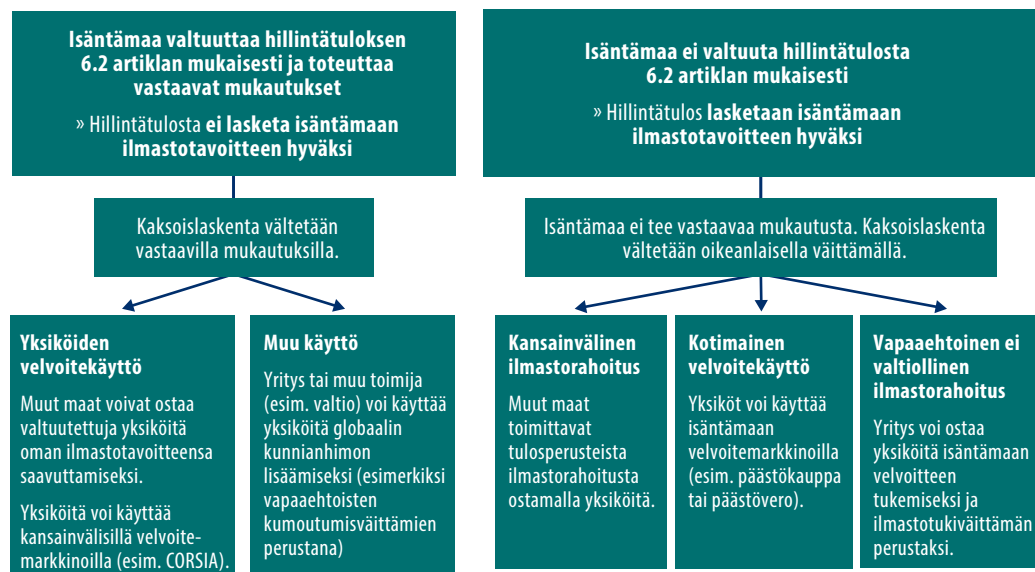 Isäntämaa valtuuttaa hillintätuloksen
6.2 artiklan mukaisesti ja toteuttaa
vastaavat mukautukset
» Hillintätulosta ei lasketa isäntämaan
ilmastotavoitteen hyväksi
Kaksoislaskenta vältetään
vastaavilla mukautuksilla.
Yksiköiden
velvoitekäyttö
Muut maat voivat ostaa
valtuutettuja yksiköitä
oman ilmastotavoitteensa
saavuttamiseksi.
Yksiköitä voi käyttää
kansainvälisillä velvoite-
markkinoilla (esim. CORSIA).
Muu käyttö
Yritys tai muu toimija
(esim. valtio) voi käyttää
yksiköitä globaalin
kunnianhimon
lisäämiseksi (esimerkiksi
vapaaehtoisten
kumoutumisväittämien
perustana)
Isäntämaa ei valtuuta hillintätulosta
6.2 artiklan mukaisesti
» Hillintätulos lasketaan isäntämaan
ilmastotavoitteen hyväksi
Isäntämaa ei tee vastaavaa mukautusta. Kaksoislaskenta
vältetään oikeanlaisella väittämällä.
Kansainvälinen
ilmastorahoitus
Muut maat
toimittavat
tulosperusteista
ilmastorahoitusta
ostamalla yksiköitä.
Kotimainen
velvoitekäyttö
Yksiköt voi käyttää
isäntämaan
velvoitemarkkinoilla
(esim. päästökauppa
tai päästövero).
Vapaaehtoinen ei
valtiollinen
ilmastorahoitus
Yritys voi ostaa
yksiköitä isäntämaan
velvoitteen
tukemiseksi ja
ilmastotukiväittämän
perustaksi.